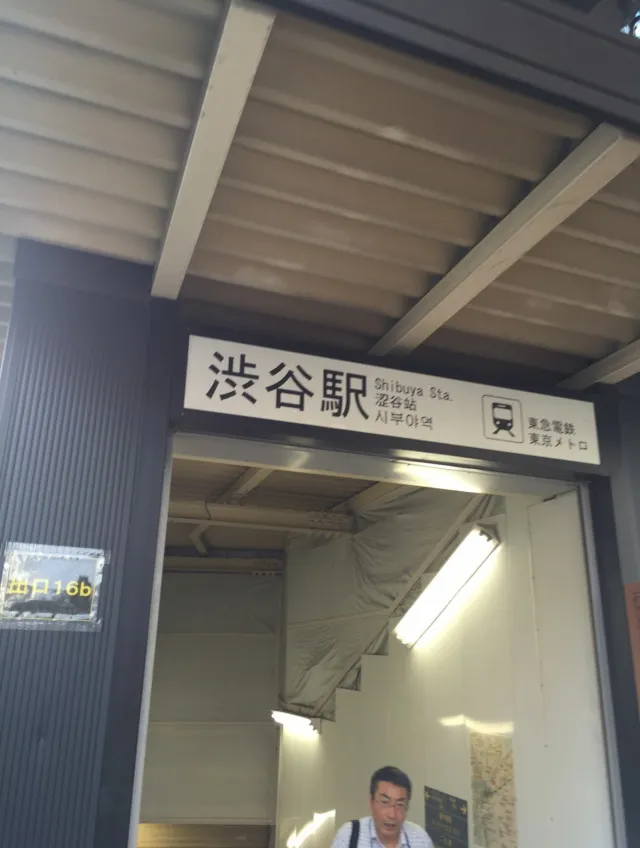 渋谷駅
Shibuya Sta.
涩谷站
시부야역
東急電鉄
東京メトロ
出口16b